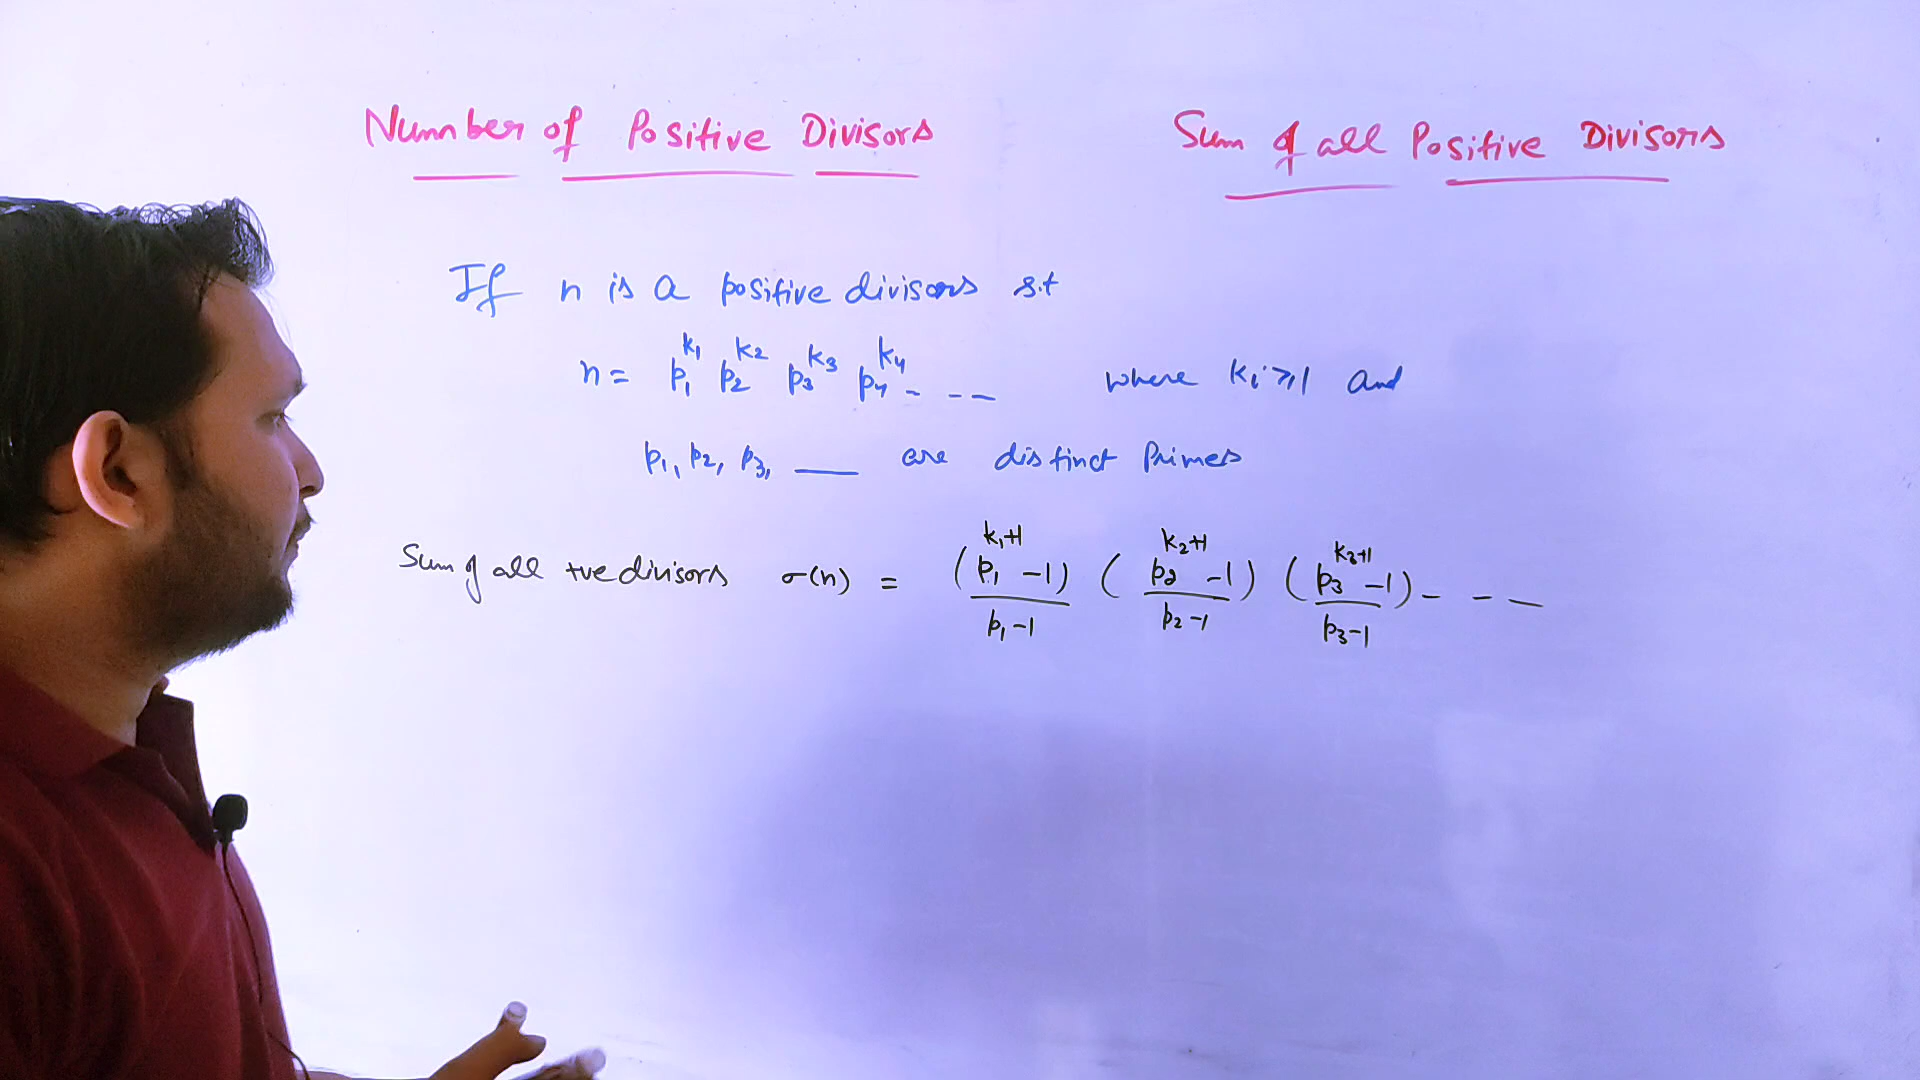 Numnber of Positive Divisors
Sum of all Positive Divisors
If n is a positive divisors s.t
n = p₁^k₁ p₂^k₂ p₃^k₃ p₄^k₄ - - - where kᵢ ≥ 1 and
p₁, p₂, p₃, — are distinct Primes
Sum of all +ve divisors σ(n) = (p₁^(k₁+1) - 1)/(p₁ - 1) (p₂^(k₂+1) - 1)/(p₂ - 1) (p₃^(k₃+1) - 1)/(p₃ - 1) - - -